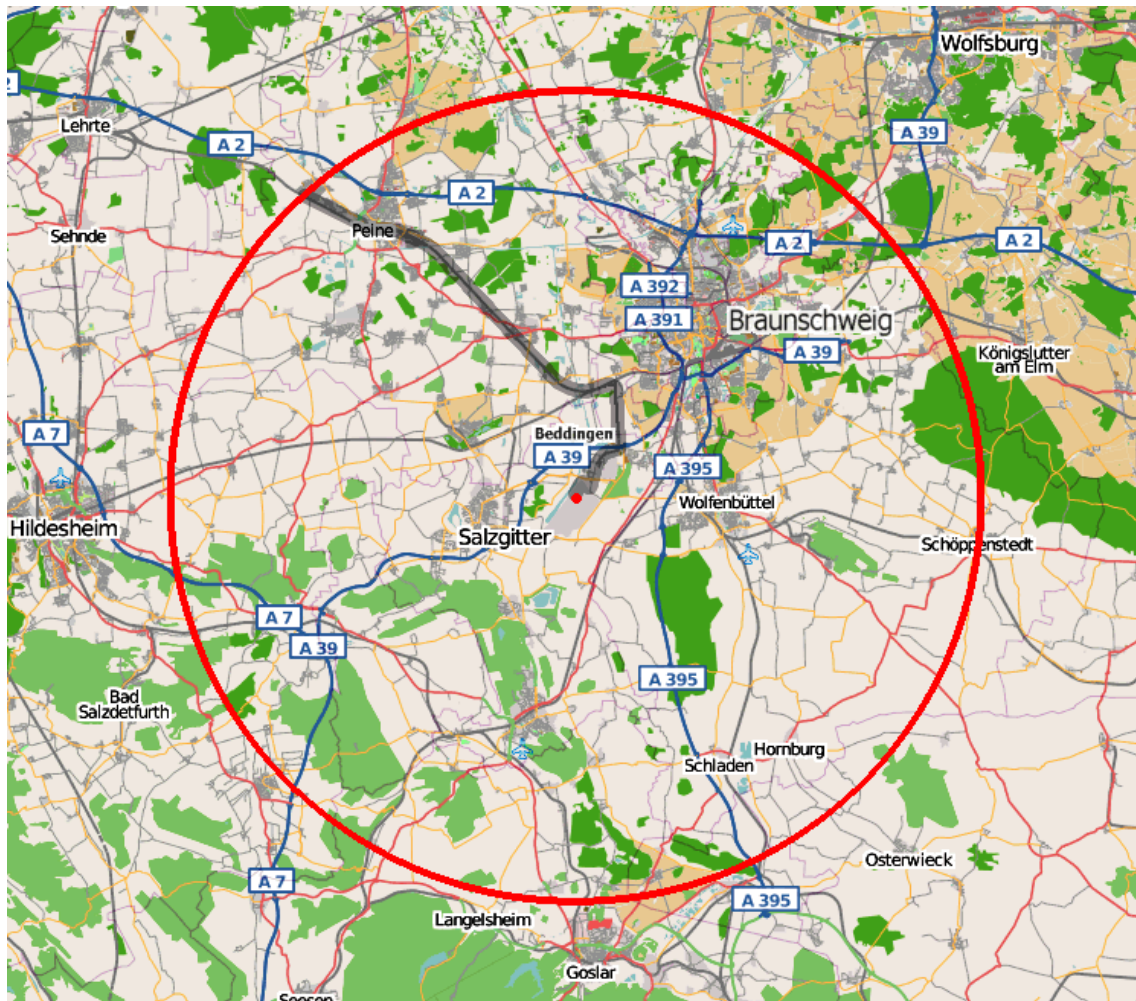 Wolfsburg
Lehrte
A 39
A 2
A 2
Peine
Sehnde
A 2
A 2
A 392
A 391
Braunschweig
A 39
Königslutter
am Elm
A 7
Beddingen
A 39
A 395
Wolfenbüttel
Hildesheim
Salzgitter
Schöppenstedt
A 7
A 39
A 395
Bad
Salzdetfurth
Hornburg
Schladen
Osterwieck
A 7
A 395
Langelsheim
Goslar